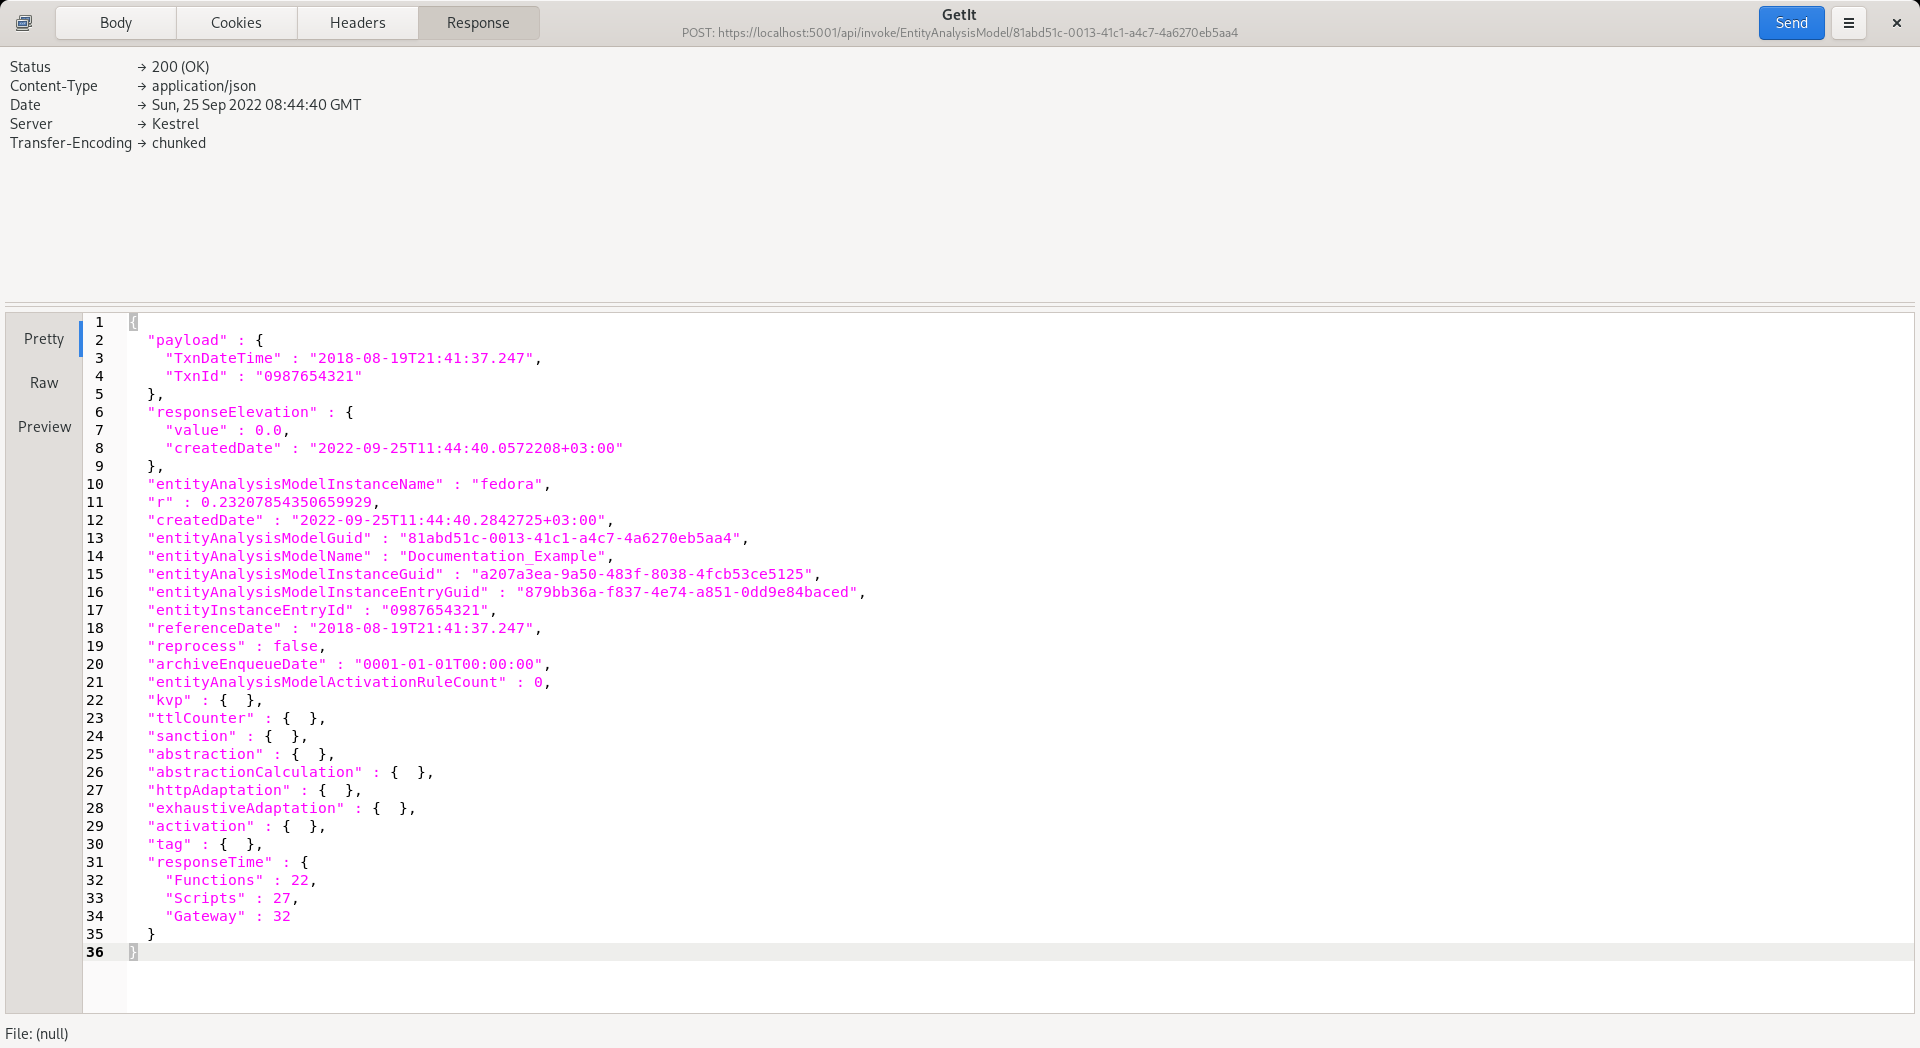 Body Cookies Headers Response
GetIt
POST: https://localhost:5001/api/invoke/EntityAnalysisModel/81abd51c-0013-41c1-a4c7-4a6270eb5aa4
Send
Status → 200 (OK)
Content-Type → application/json
Date → Sun, 25 Sep 2022 08:44:40 GMT
Server → Kestrel
Transfer-Encoding → chunked
Pretty
Raw
Preview
1 {
2 "payload" : {
3 "TxnDateTime" : "2018-08-19T21:41:37.247",
4 "TxnId" : "0987654321"
5 },
6 "responseElevation" : {
7 "value" : 0.0,
8 "createdDate" : "2022-09-25T11:44:40.0572208+03:00"
9 },
10 "entityAnalysisModelInstanceName" : "fedora",
11 "r" : 0.23207854350659929,
12 "createdDate" : "2022-09-25T11:44:40.2842725+03:00",
13 "entityAnalysisModelGuid" : "81abd51c-0013-41c1-a4c7-4a6270eb5aa4",
14 "entityAnalysisModelName" : "Documentation_Example",
15 "entityAnalysisModelInstanceGuid" : "a207a3ea-9a50-483f-8038-4fcb53ce5125",
16 "entityAnalysisModelInstanceEntryGuid" : "879bb36a-f837-4e74-a851-0dd9e84baced",
17 "entityInstanceEntryId" : "0987654321",
18 "referenceDate" : "2018-08-19T21:41:37.247",
19 "reprocess" : false,
20 "archiveEnqueueDate" : "0001-01-01T00:00:00",
21 "entityAnalysisModelActivationRuleCount" : 0,
22 "kvp" : {  },
23 "ttlCounter" : {  },
24 "sanction" : {  },
25 "abstraction" : {  },
26 "abstractionCalculation" : {  },
27 "httpAdaptation" : {  },
28 "exhaustiveAdaptation" : {  },
29 "activation" : {  },
30 "tag" : {  },
31 "responseTime" : {
32 "Functions" : 22,
33 "Scripts" : 27,
34 "Gateway" : 32
35 }
36 }
File: (null)